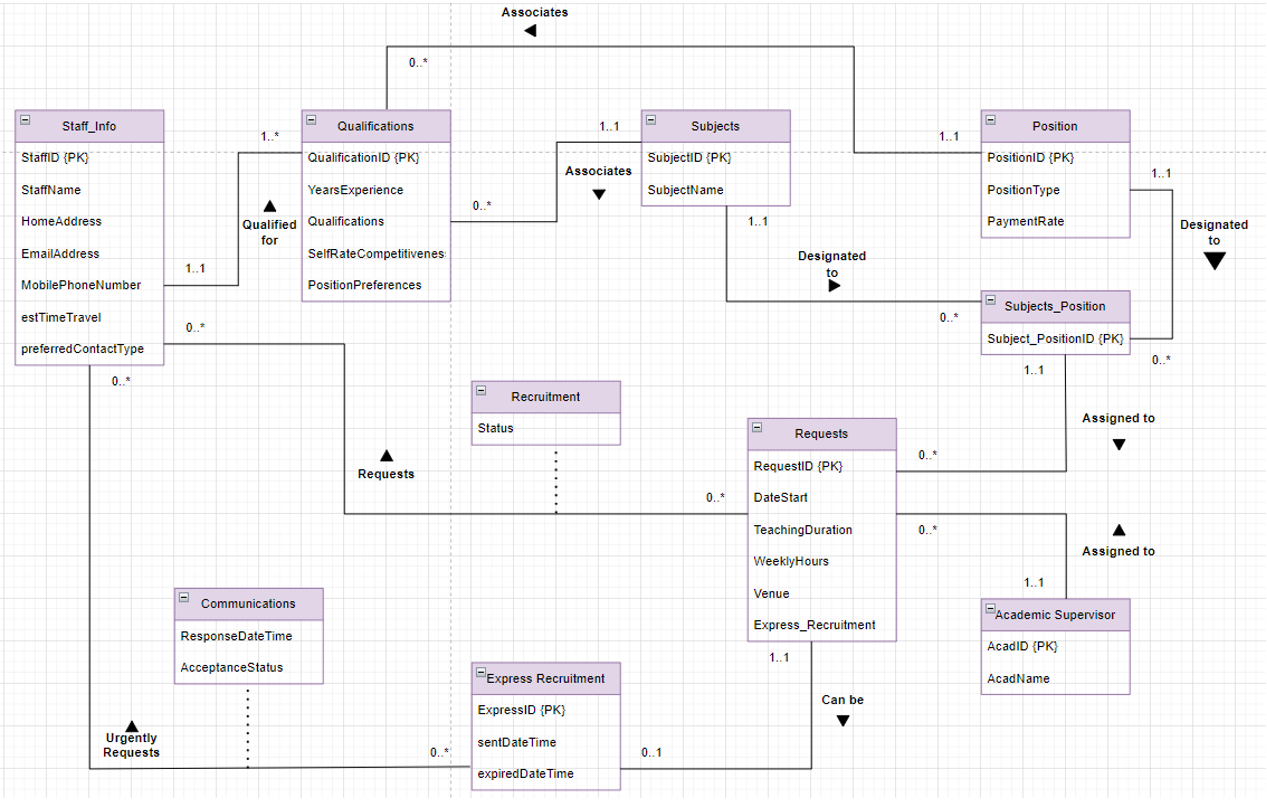 Associates
0..*
Staff_Info
StaffID {PK}
StaffName
HomeAddress
EmailAddress
MobilePhoneNumber
estTimeTravel
preferredContactType
1..*
1..1
Qualified
for
0..*
0..*
Qualifications
QualificationID {PK}
YearsExperience
Qualifications
SelfRateCompetitivenes
PositionPreferences
1..1
Associates
0..*
Subjects
SubjectID {PK}
SubjectName
1..1
Designated
to
0..*
1..1
Position
PositionID {PK}
PositionType
PaymentRate
1..1
Designated
to
Subjects_Position
Subject_PositionID {PK}
1..1
0..*
Recruitment
Status
Requests
0..*
Requests
RequestID {PK}
DateStart
TeachingDuration
WeeklyHours
Venue
Express_Recruitment
0..*
Assigned to
0..*
Assigned to
1..1
Academic Supervisor
AcadID {PK}
AcadName
1..1
Can be
Communications
ResponseDateTime
AcceptanceStatus
Urgently
Requests
0..*
Express Recruitment
ExpressID {PK}
sentDateTime
expiredDateTime
0..1